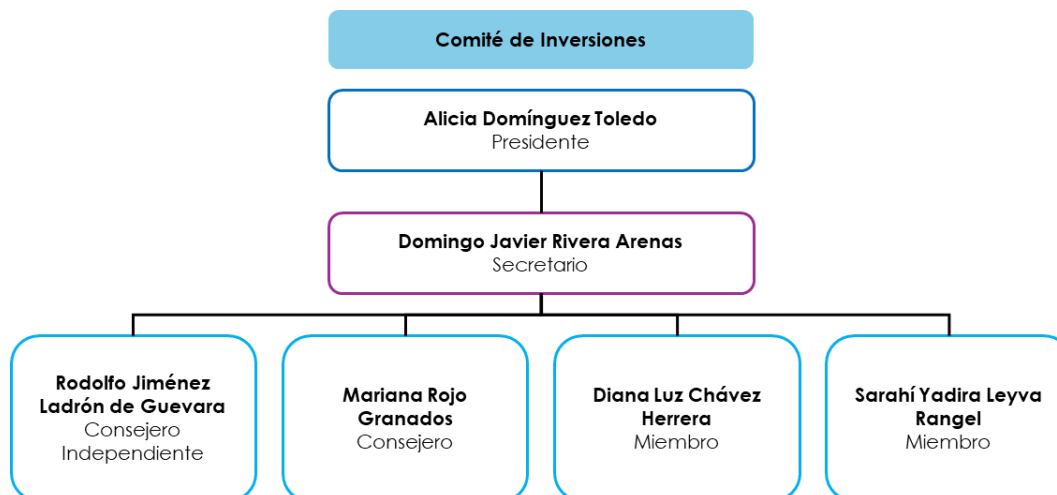 Comité de Inversiones
Alicia Domínguez Toledo
Presidente
Domingo Javier Rivera Arenas
Secretario
Rodolfo Jiménez
Ladrón de Guevara
Consejero
Independiente
Mariana Rojo
Granados
Consejero
Diana Luz Chávez
Herrera
Miembro
Sarahí Yadira Leyva
Rangel
Miembro